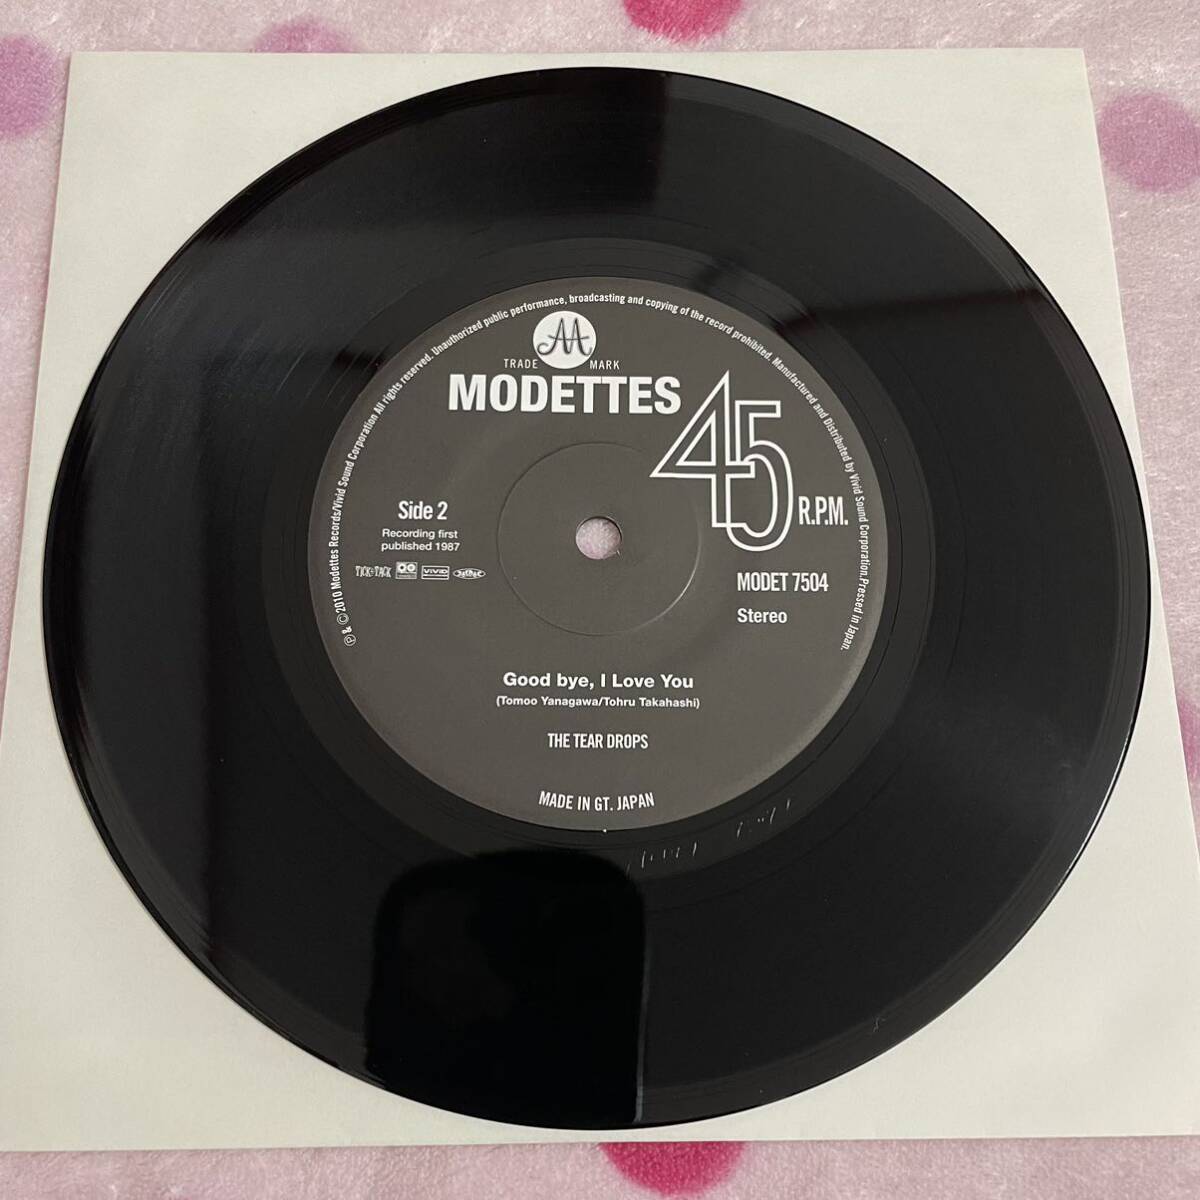 ℗ & © 2010 Modettes Records/Vivid Sound Corporation All rights reserved. Unauthorized public performance, broadcasting and copying of the record prohibited. Manufactured and Distributed by Vivid Sound Corporation. Pressed in Japan.
TRADE MARK
MODETTES
45 R.P.M.
Side 2
Recording first
published 1987
TICK TACK VIVID
MODET 7504
Stereo
Good bye, I Love You
(Tomoo Yanagawa/Tohru Takahashi)
THE TEAR DROPS
MADE IN GT. JAPAN